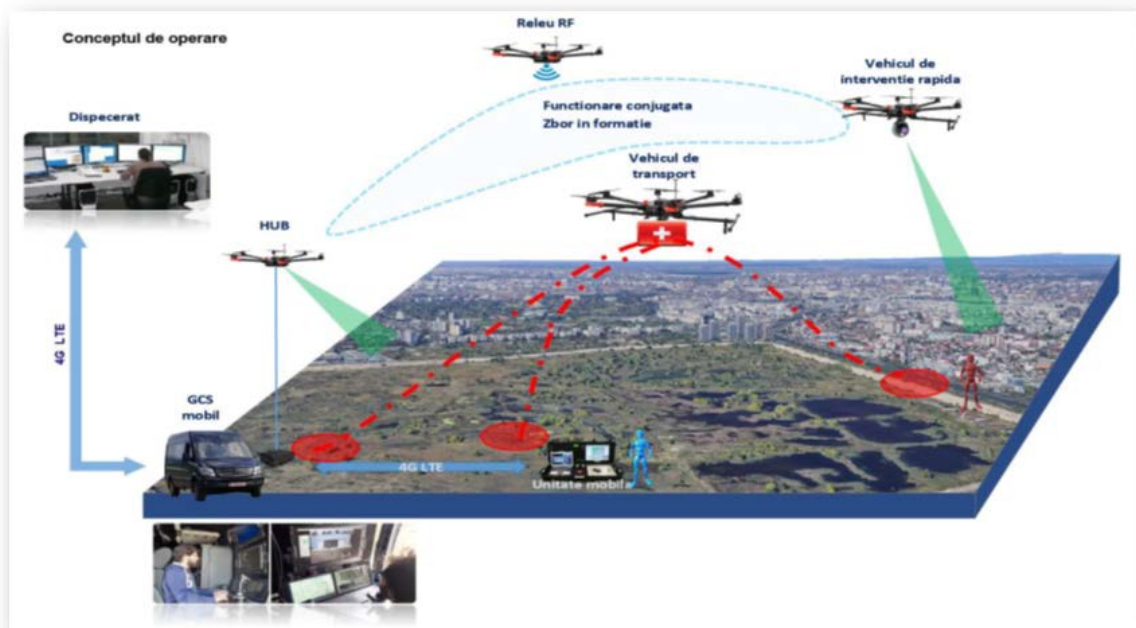 Conceptul de operare
Releu RF
Vehicul de
interventie rapida
Functionare conjugata
Zbor in formatie
Dispecerat
Vehicul de
transport
HUB
4G LTE
GCS
mobil
4G LTE
Unitate mobila